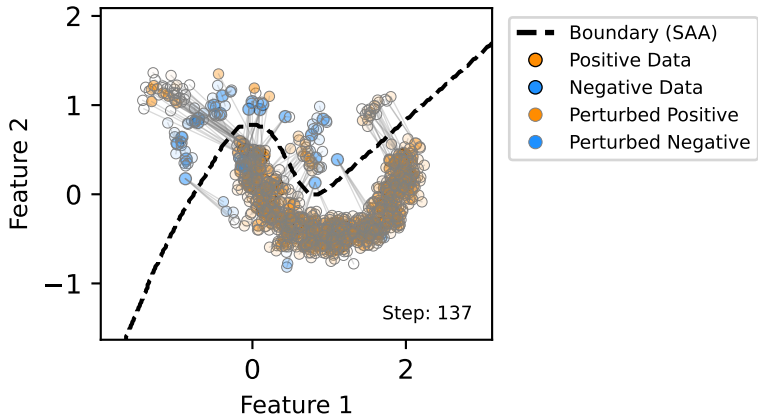 2
1
0
−1
Feature 2
0
2
Feature 1
Step: 137
Boundary (SAA)
Positive Data
Negative Data
Perturbed Positive
Perturbed Negative